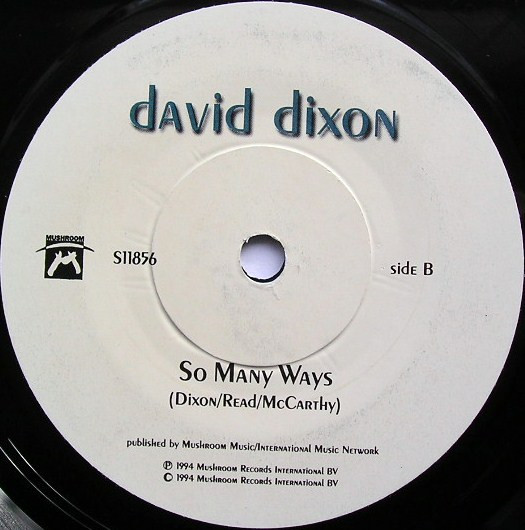 david dixon
MUSHROOM
S11856
side B
So Many Ways
(Dixon/Read/McCarthy)
published by Mushroom Music/International Music Network
℗ 1994 Mushroom Records International BV
© 1994 Mushroom Records International BV